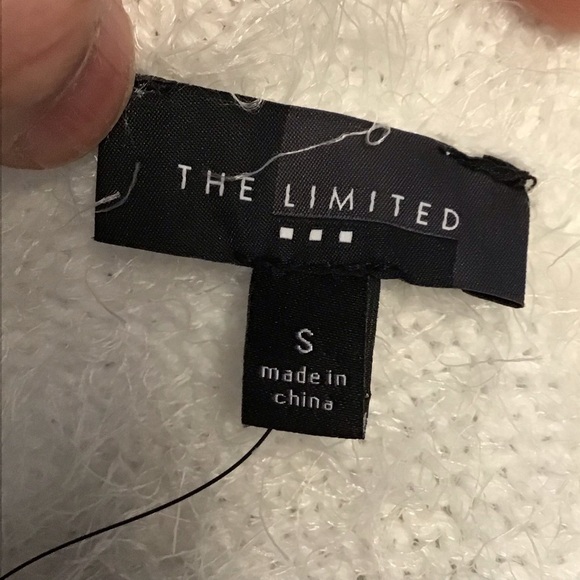 THE LIMITED
S
made in
china